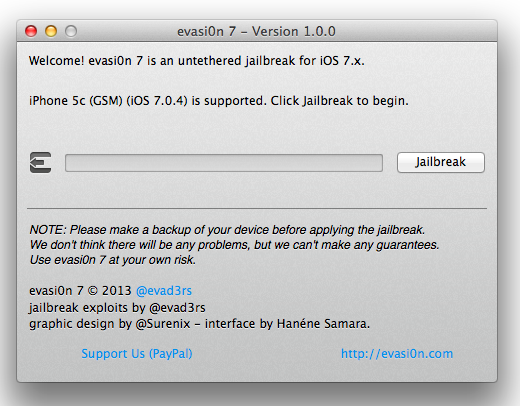 evasi0n 7 – Version 1.0.0
Welcome! evasi0n 7 is an untethered jailbreak for iOS 7.x.
iPhone 5c (GSM) (iOS 7.0.4) is supported. Click Jailbreak to begin.
Jailbreak
NOTE: Please make a backup of your device before applying the jailbreak.
We don't think there will be any problems, but we can't make any guarantees.
Use evasi0n 7 at your own risk.
evasi0n 7 © 2013 @evad3rs
jailbreak exploits by @evad3rs
graphic design by @Surenix – interface by Hanéne Samara.
Support Us (PayPal) http://evasi0n.com